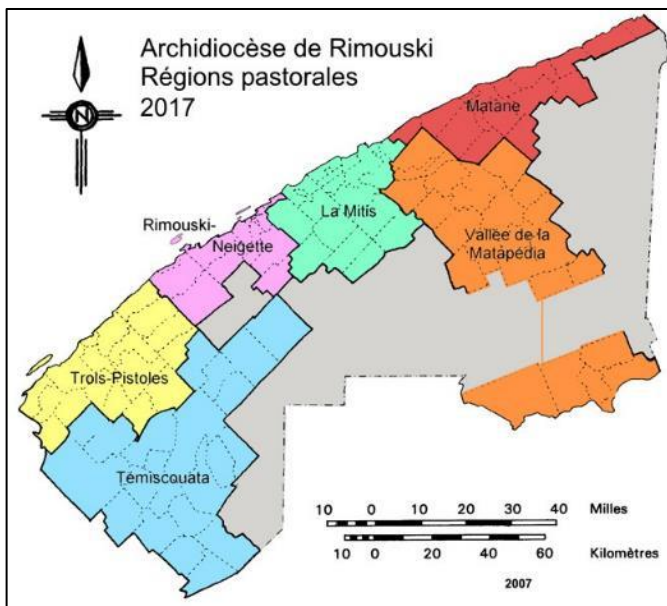 Archidiocèse de Rimouski
Régions pastorales
2017
N
Matane
La Mitis
Rimouski-
Neigette
Vallée de la
Matapédia
Trois-Pistoles
Témiscouata
10 0 10 20 30 40 Milles
10 0 20 40 60 Kilomètres
2007